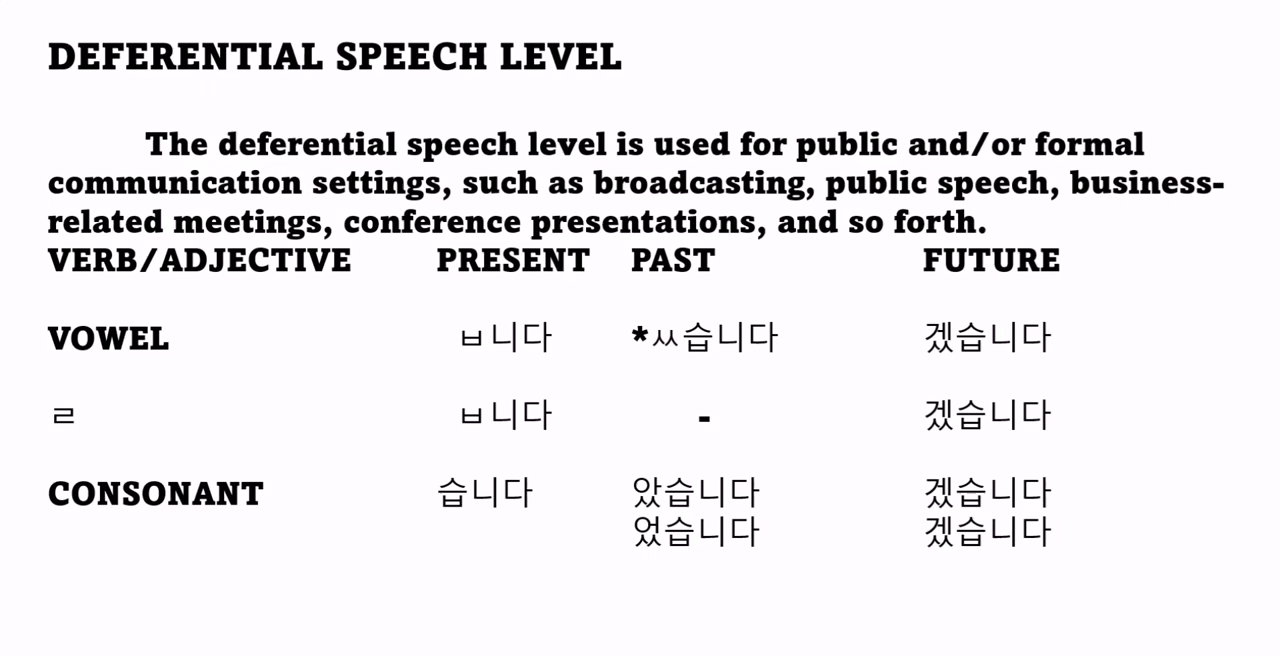 DEFERENTIAL SPEECH LEVEL
The deferential speech level is used for public and/or formal
communication settings, such as broadcasting, public speech, business-
related meetings, conference presentations, and so forth.
VERB/ADJECTIVE PRESENT PAST FUTURE
VOWEL ㅂ니다 *ㅆ습니다 겠습니다
ㄹ ㅂ니다 - 겠습니다
CONSONANT 습니다 았습니다 겠습니다
었습니다 겠습니다